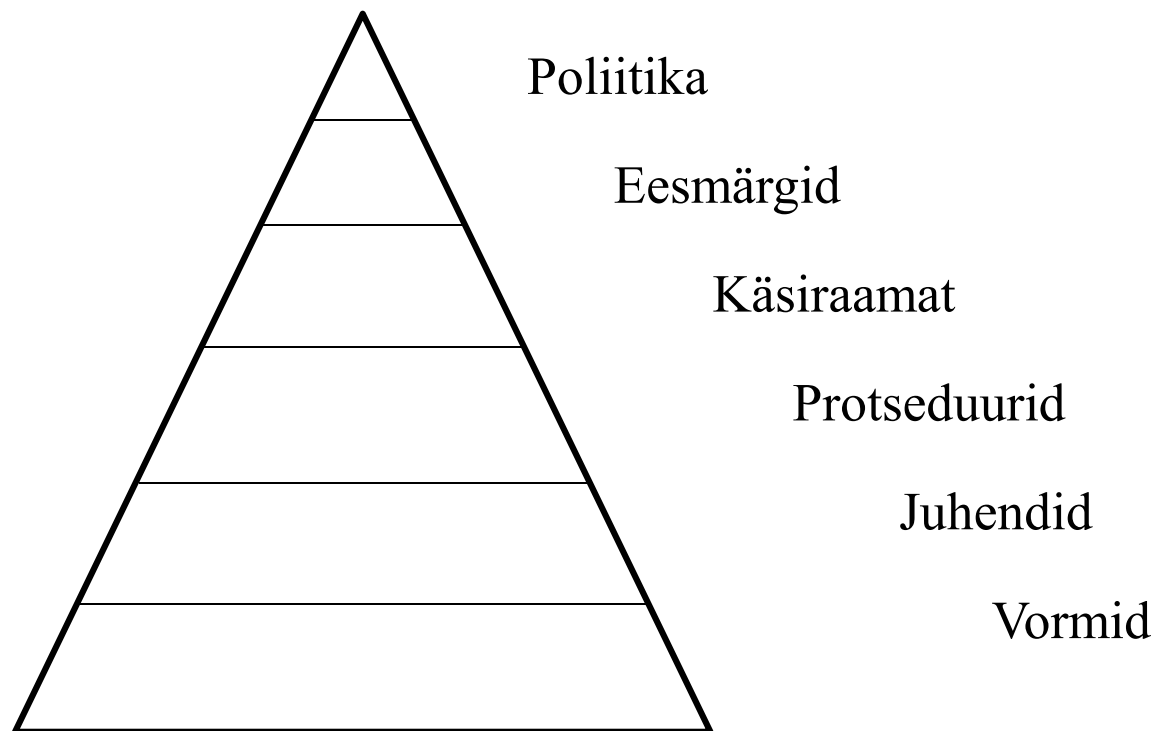 Poliitika
Eesmärgid
Käsiraamat
Protseduurid
Juhendid
Vormid